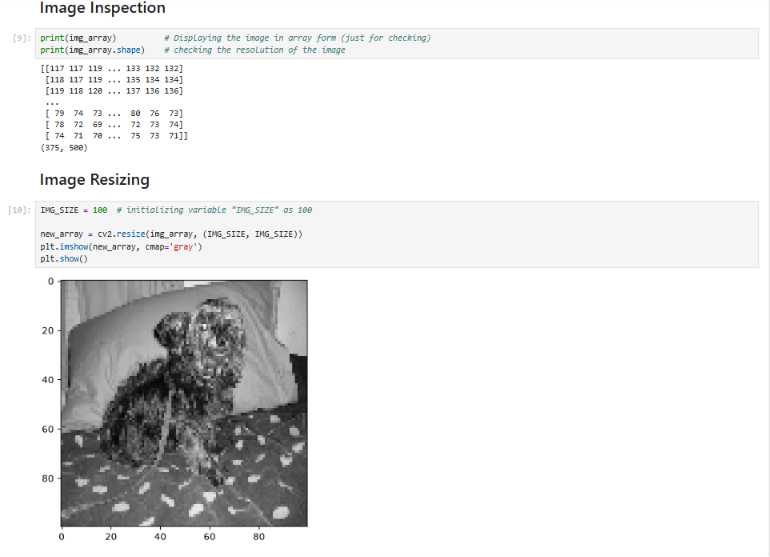 Image Inspection
[9]: print(img_array) # Displaying the image in array form (just for checking)
print(img_array.shape) # checking the resolution of the image
[[117 117 119 ... 133 132 132]
[118 117 119 ... 135 134 134]
[119 118 120 ... 137 136 136]
...
[ 79 74 73 ... 80 76 73]
[ 78 72 69 ... 72 73 74]
[ 74 71 70 ... 75 73 71]]
(375, 500)
Image Resizing
[10]: IMG_SIZE = 100 # initializing variable "IMG_SIZE" as 100
new_array = cv2.resize(img_array, (IMG_SIZE, IMG_SIZE))
plt.imshow(new_array, cmap='gray')
plt.show()
0
20
40
60
80
0 20 40 60 80